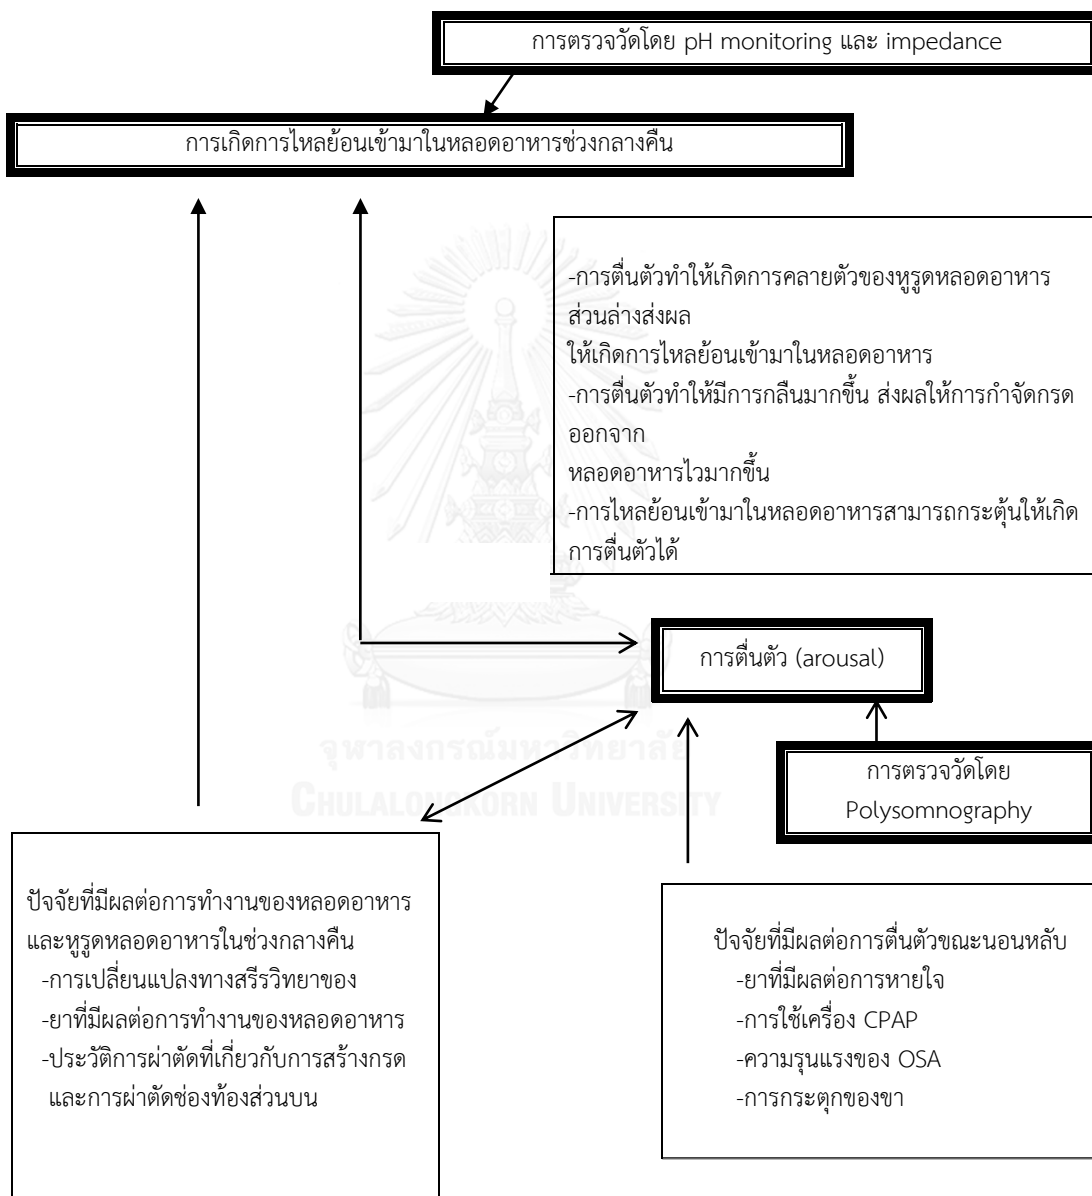 การตรวจวัดโดย pH monitoring และ impedance
การเกิดการไหลย้อนเข้ามาในหลอดอาหารช่วงกลางคืน
-การตื่นตัวทำให้เกิดการคลายตัวของหูรูดหลอดอาหาร
ส่วนล่างส่งผล
ให้เกิดการไหลย้อนเข้ามาในหลอดอาหาร
-การตื่นตัวทำให้มีการกลืนมากขึ้น ส่งผลให้การกำจัดกรด
ออกจาก
หลอดอาหารไวมากขึ้น
-การไหลย้อนเข้ามาในหลอดอาหารสามารถกระตุ้นให้เกิด
การตื่นตัวได้
การตื่นตัว (arousal)
การตรวจวัดโดย
Polysomnography
จุฬาลงกรณ์มหาวิทยาลัย
CHULALONGKORN UNIVERSITY
ปัจจัยที่มีผลต่อการทำงานของหลอดอาหาร
และหูรูดหลอดอาหารในช่วงกลางคืน
-การเปลี่ยนแปลงทางสรีรวิทยาของ
-ยาที่มีผลต่อการทำงานของหลอดอาหาร
-ประวัติการผ่าตัดที่เกี่ยวกับการสร้างกรด
และการผ่าตัดช่องท้องส่วนบน
ปัจจัยที่มีผลต่อการตื่นตัวขณะนอนหลับ
-ยาที่มีผลต่อการหายใจ
-การใช้เครื่อง CPAP
-ความรุนแรงของ OSA
-การกระตุกของขา